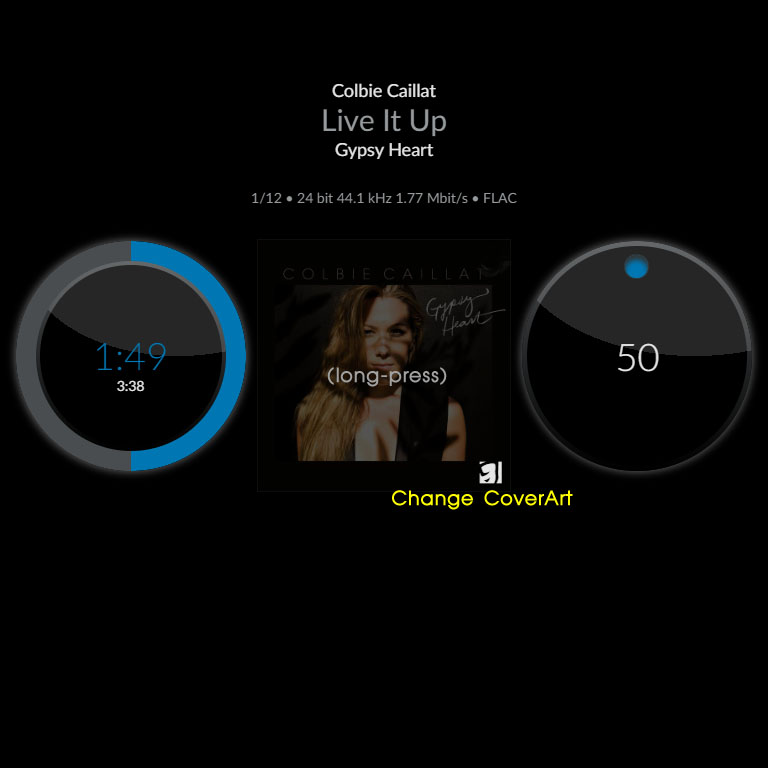 Colbie Caillat
Live It Up
Gypsy Heart
1/12 • 24 bit 44.1 kHz 1.77 Mbit/s • FLAC
COLBIE CAILLAT
Gypsy
Heart
1:49
3:38
(long-press)
50
Change CoverArt